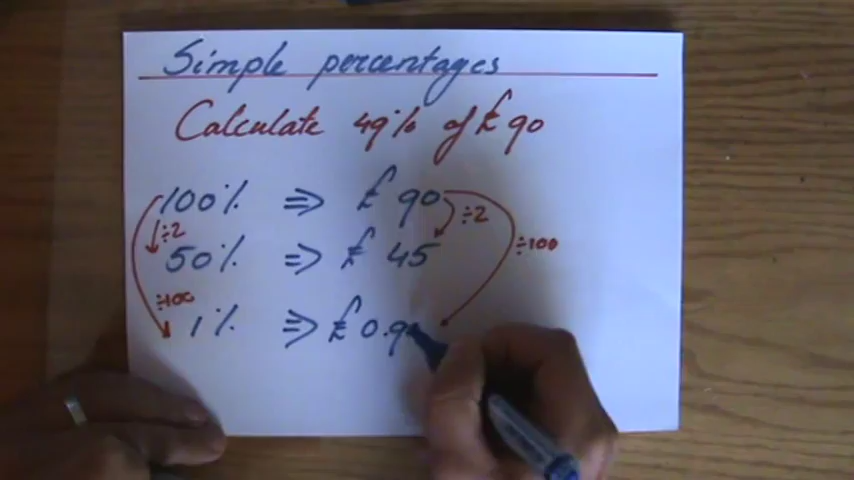 Simple percentages
Calculate 49% of £90
100% ⇒ £ 90
÷2 ÷2
50% ⇒ £ 45
÷100 ÷100
1% ⇒ £0.9